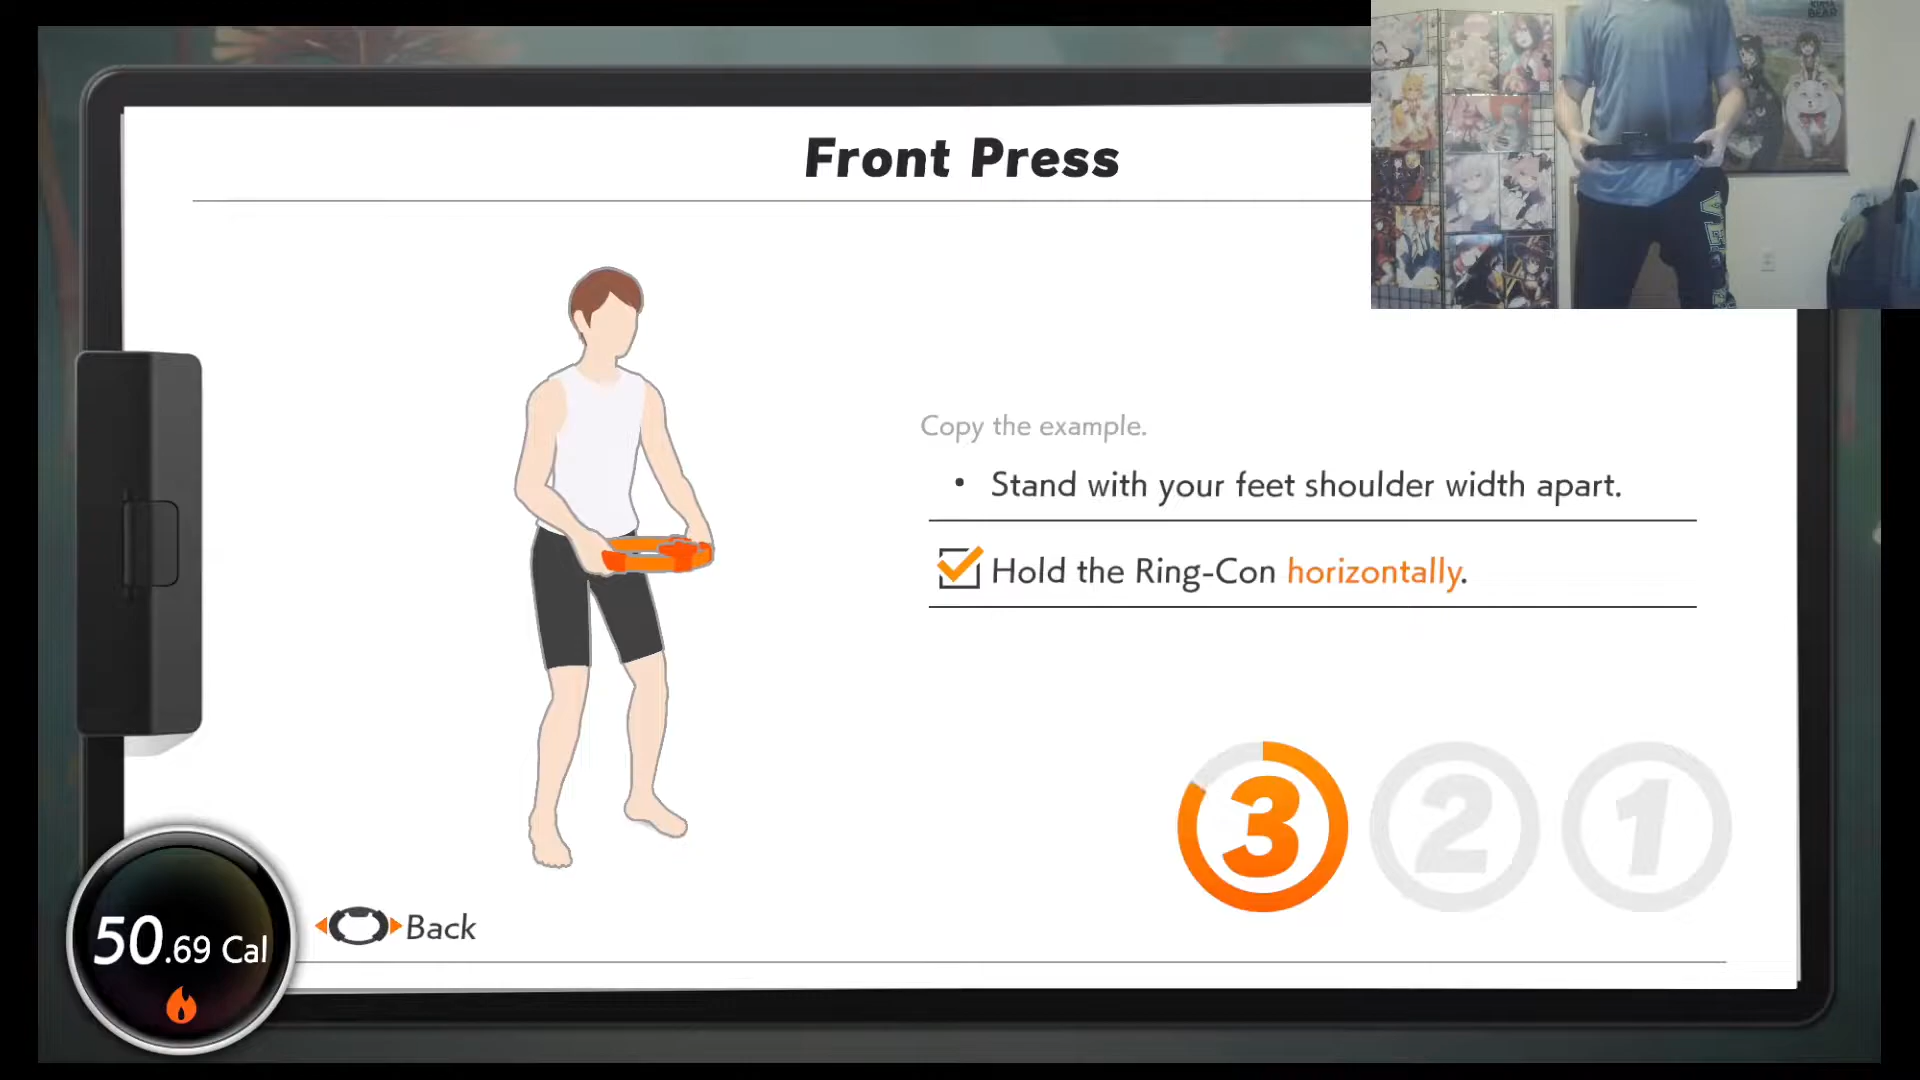 Front Press
Copy the example.
• Stand with your feet shoulder width apart.
Hold the Ring-Con horizontally.
3 2 1
50.69 Cal
Back